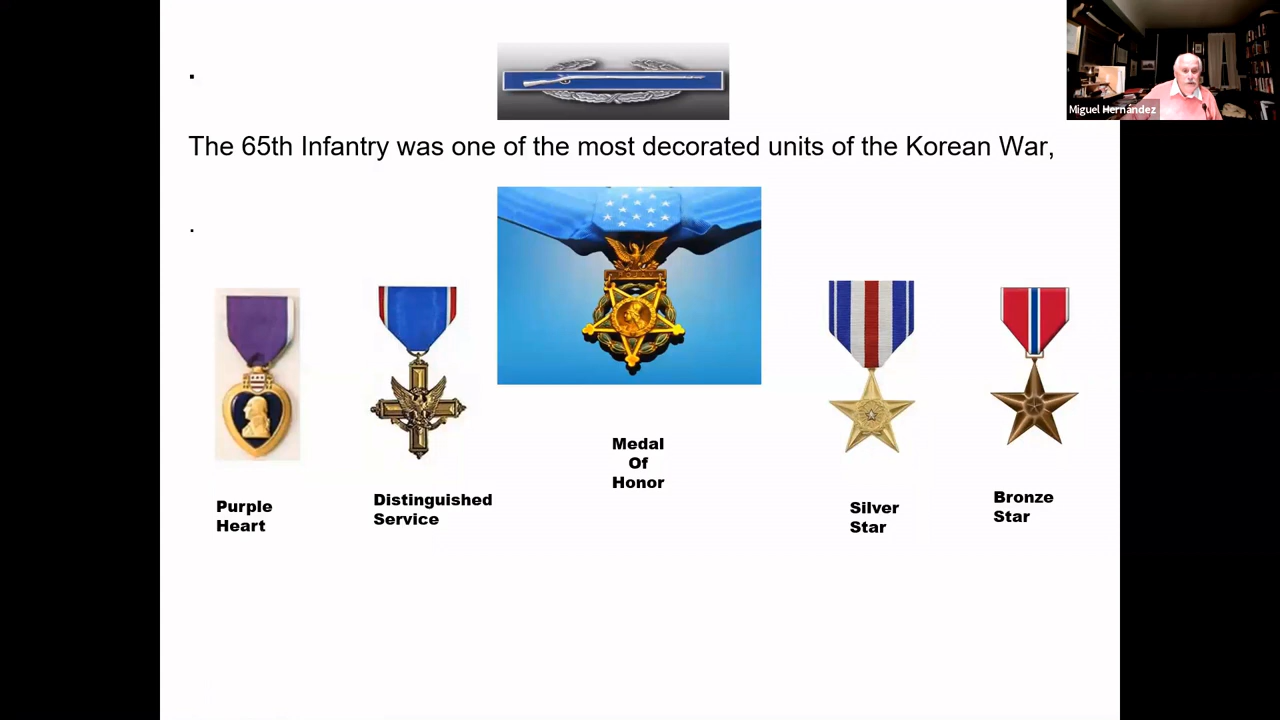 Miguel Hernández
.
The 65th Infantry was one of the most decorated units of the Korean War,
.
Medal
Of
Honor
Purple
Heart
Distinguished
Service
Silver
Star
Bronze
Star